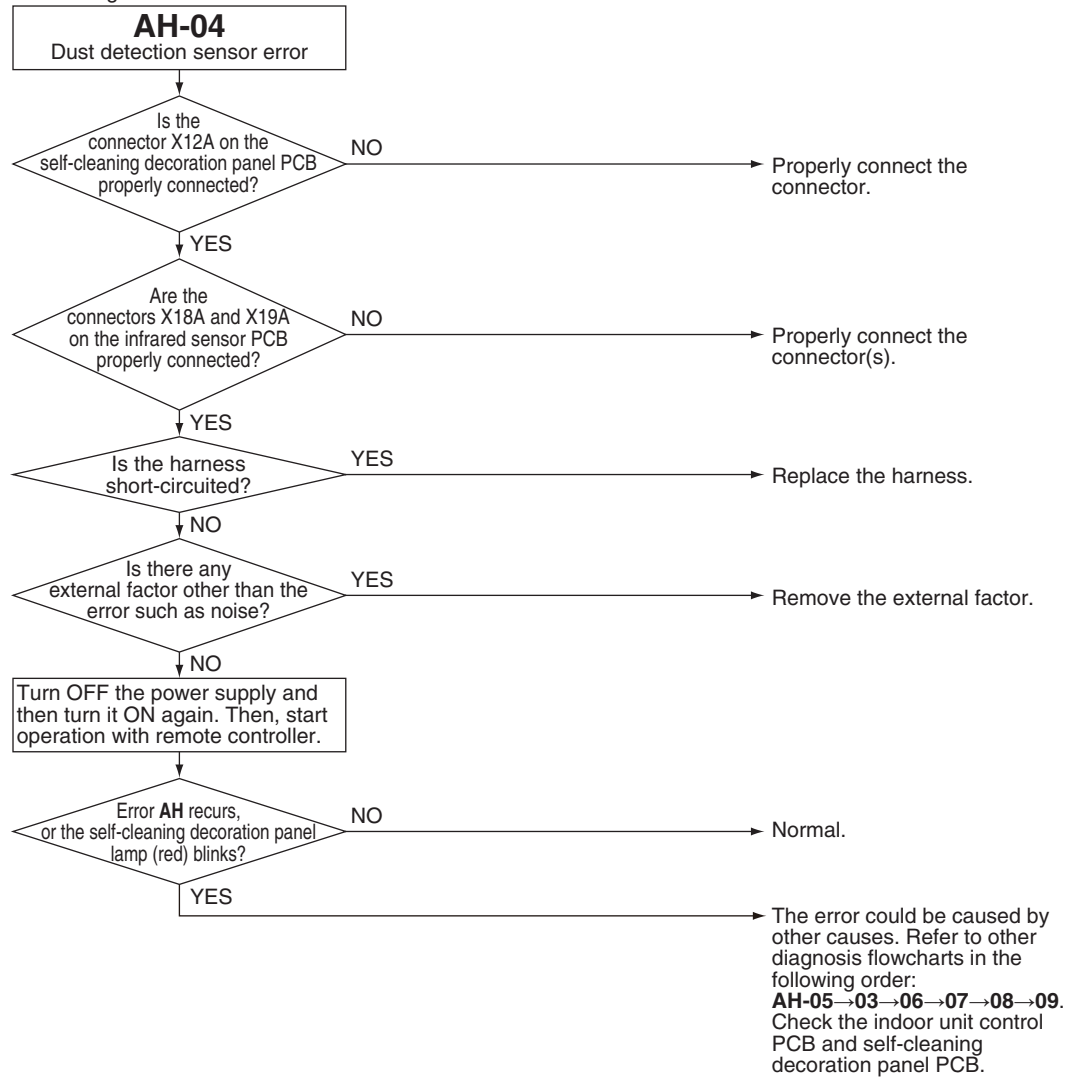 AH-04
Dust detection sensor error
Is the
connector X12A on the
self-cleaning decoration panel PCB
properly connected?
NO
Properly connect the
connector.
YES
Are the
connectors X18A and X19A
on the infrared sensor PCB
properly connected?
NO
Properly connect the
connector(s).
YES
Is the harness
short-circuited?
YES
Replace the harness.
NO
Is there any
external factor other than the
error such as noise?
YES
Remove the external factor.
NO
Turn OFF the power supply and
then turn it ON again. Then, start
operation with remote controller.
Error AH recurs,
or the self-cleaning decoration panel
lamp (red) blinks?
NO
Normal.
YES
The error could be caused by
other causes. Refer to other
diagnosis flowcharts in the
following order:
AH-05→03→06→07→08→09.
Check the indoor unit control
PCB and self-cleaning
decoration panel PCB.